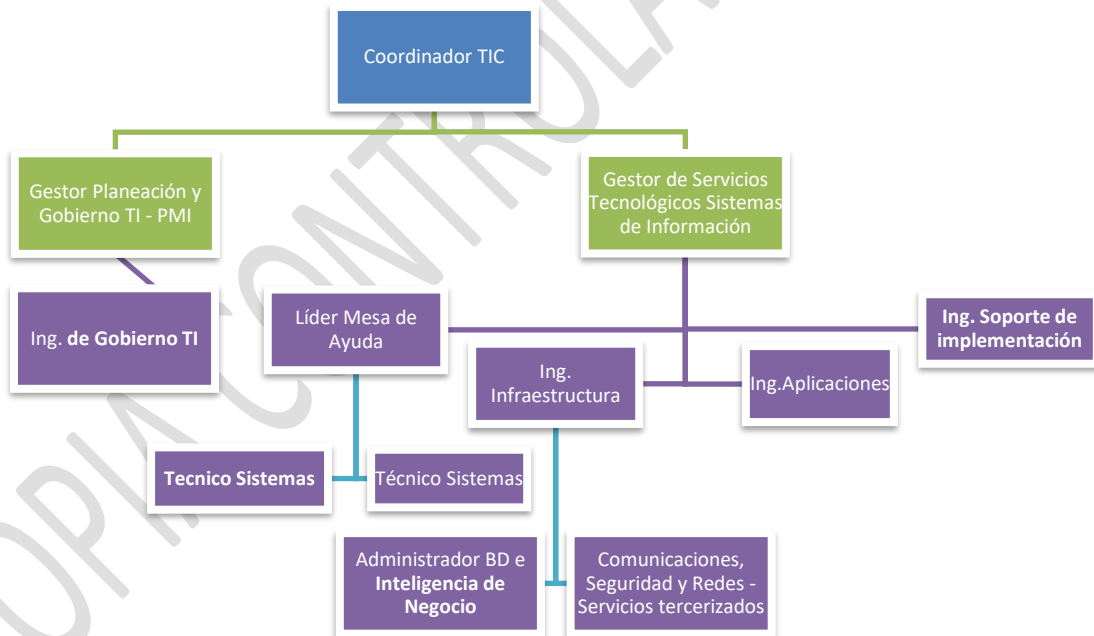 Coordinador TIC
Gestor Planeación y
Gobierno TI - PMI
Gestor de Servicios
Tecnológicos Sistemas
de Información
Ing. de Gobierno TI
Líder Mesa de
Ayuda
Ing. Soporte de
implementación
Ing.
Infraestructura
Ing.Aplicaciones
Tecnico Sistemas
Técnico Sistemas
Administrador BD e
Inteligencia de
Negocio
Comunicaciones,
Seguridad y Redes -
Servicios tercerizados
OPIA CONTROLA